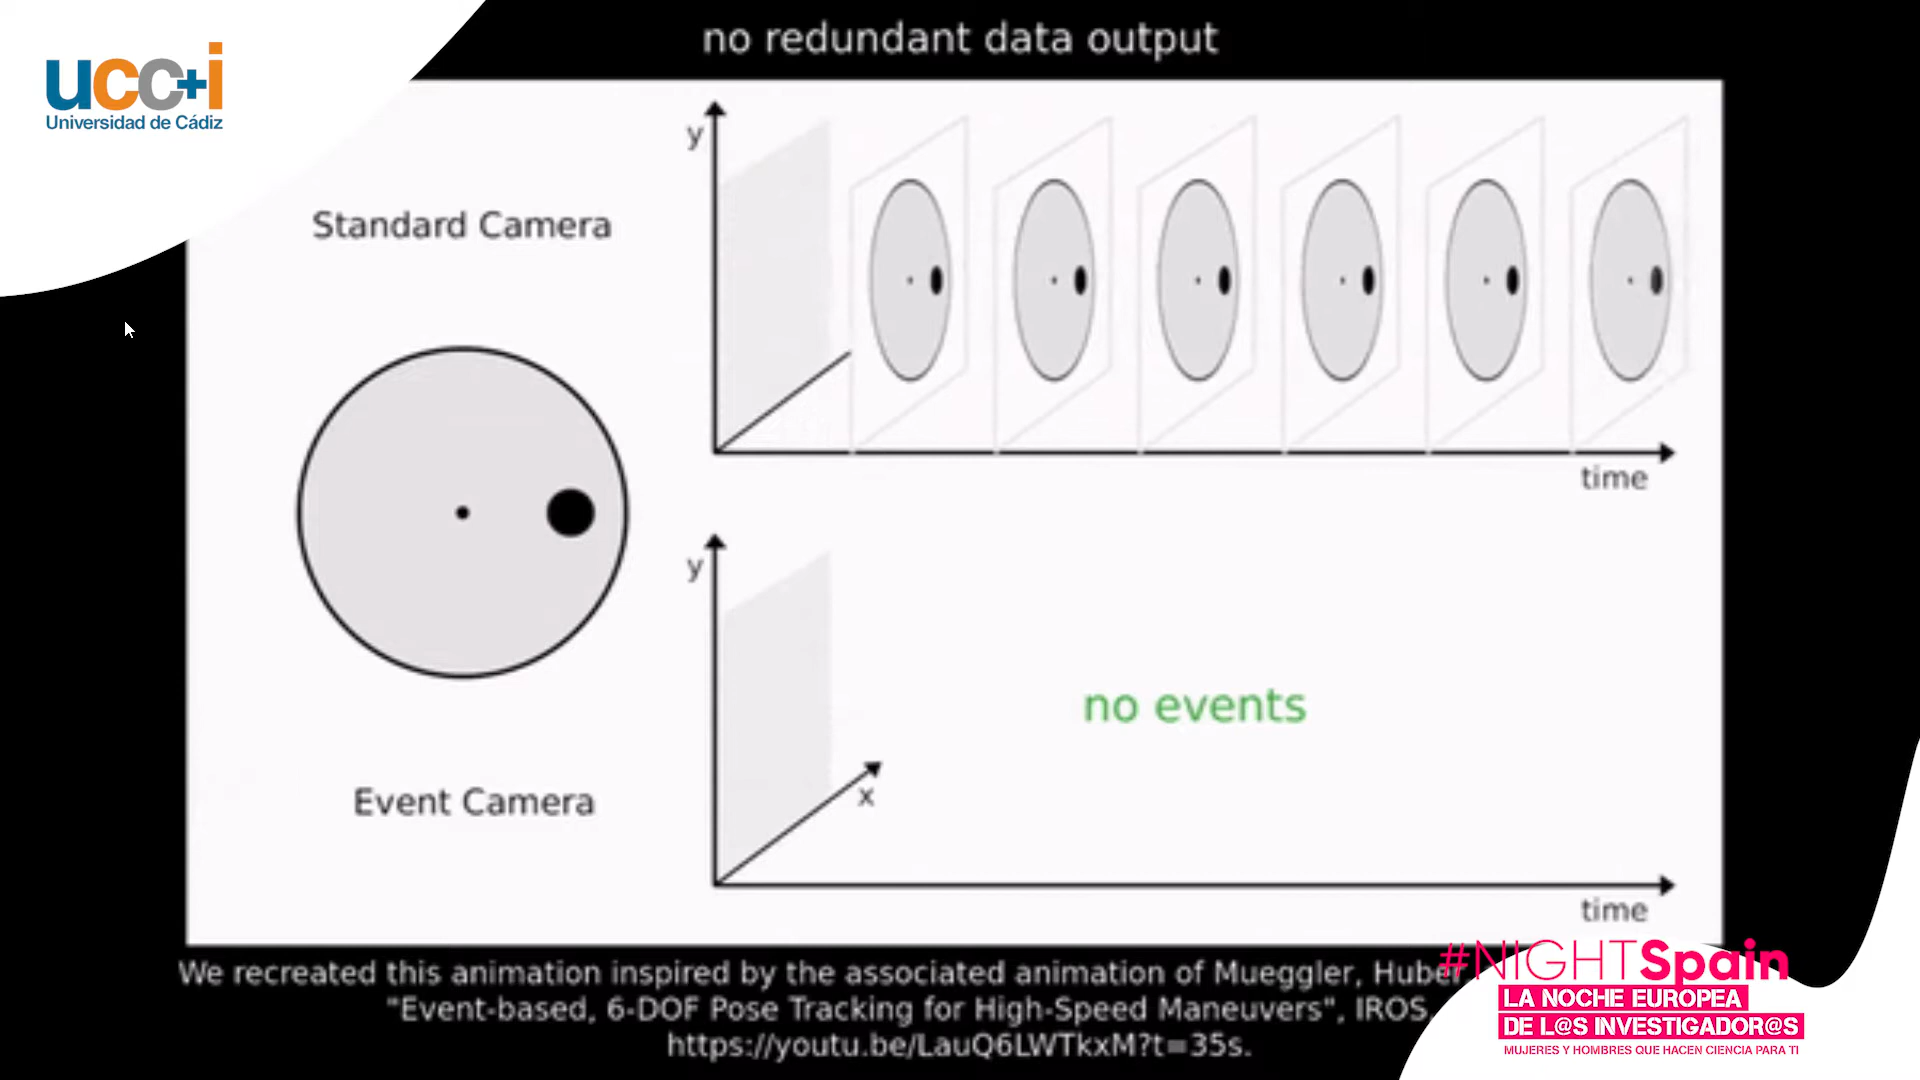 no redundant data output
ucc+i
Universidad de Cádiz
Standard Camera
y
time
y
no events
x
Event Camera
time
We recreated this animation inspired by the associated animation of Mueggler, Huber
"Event-based, 6-DOF Pose Tracking for High-Speed Maneuvers", IROS,
https://youtu.be/LauQ6LWTkxM?t=35s.
#NIGHTSpain
LA NOCHE EUROPEA
DE L@S INVESTIGADOR@S
MUJERES Y HOMBRES QUE HACEN CIENCIA PARA TI